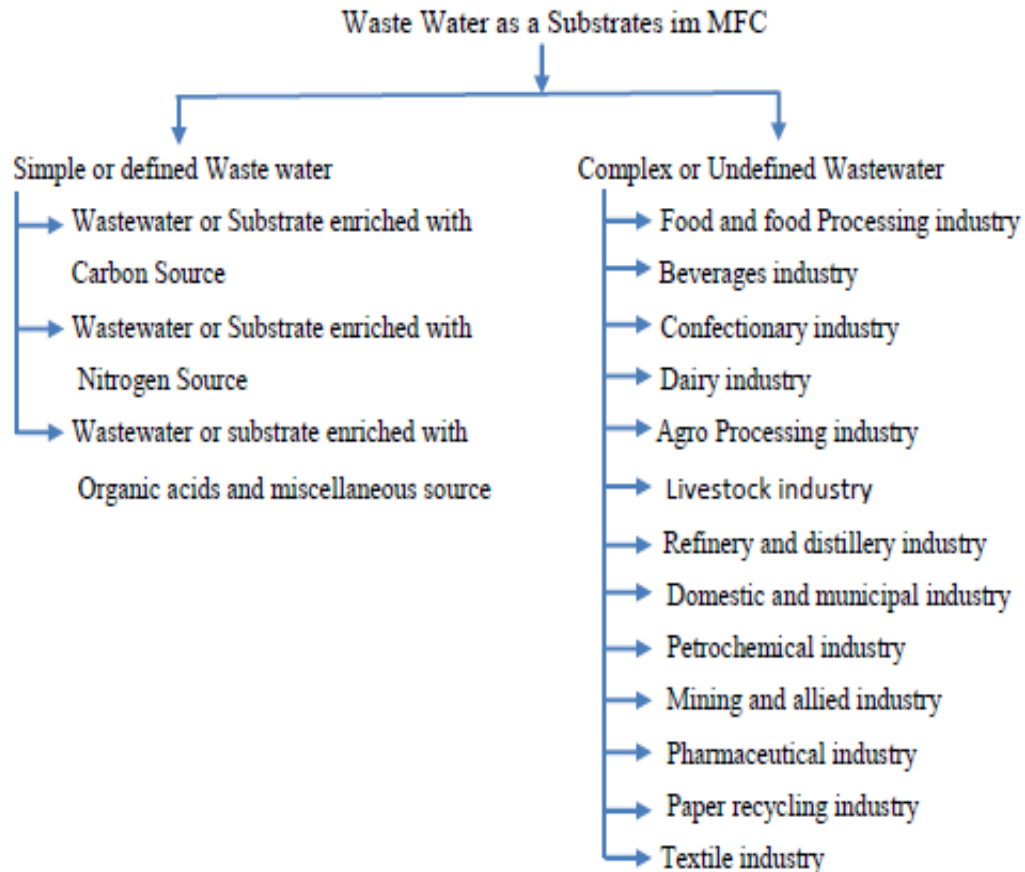 Waste Water as a Substrates im MFC
Simple or defined Waste water
Wastewater or Substrate enriched with
Carbon Source
Wastewater or Substrate enriched with
Nitrogen Source
Wastewater or substrate enriched with
Organic acids and miscellaneous source
Complex or Undefined Wastewater
Food and food Processing industry
Beverages industry
Confectionary industry
Dairy industry
Agro Processing industry
Livestock industry
Refinery and distillery industry
Domestic and municipal industry
Petrochemical industry
Mining and allied industry
Pharmaceutical industry
Paper recycling industry
Textile industry